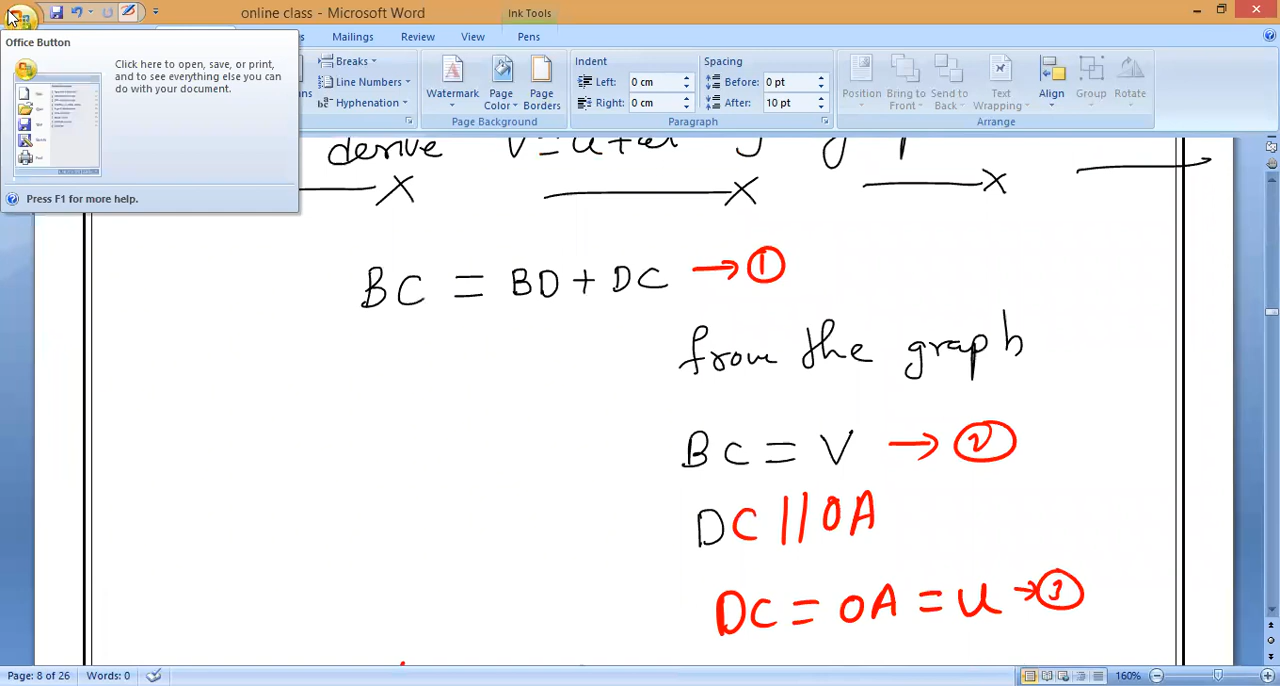 online class - Microsoft Word
Ink Tools
Mailings
Review
View
Pens
Office Button
Click here to open, save, or print,
and to see everything else you can
do with your document.
Press F1 for more help.
Breaks
Line Numbers
Hyphenation
Watermark
Page
Color
Page
Borders
Page Background
Indent
Left: 0 cm
Right: 0 cm
Spacing
Before: 0 pt
After: 10 pt
Paragraph
Position
Bring to
Front
Send to
Back
Text
Wrapping
Align
Group
Rotate
Arrange
derive V=u+at
BC = BD + DC → 1
from the graph
BC = V → 2
DC || OA
DC = OA = u → 3
Page: 8 of 26
Words: 0
160%